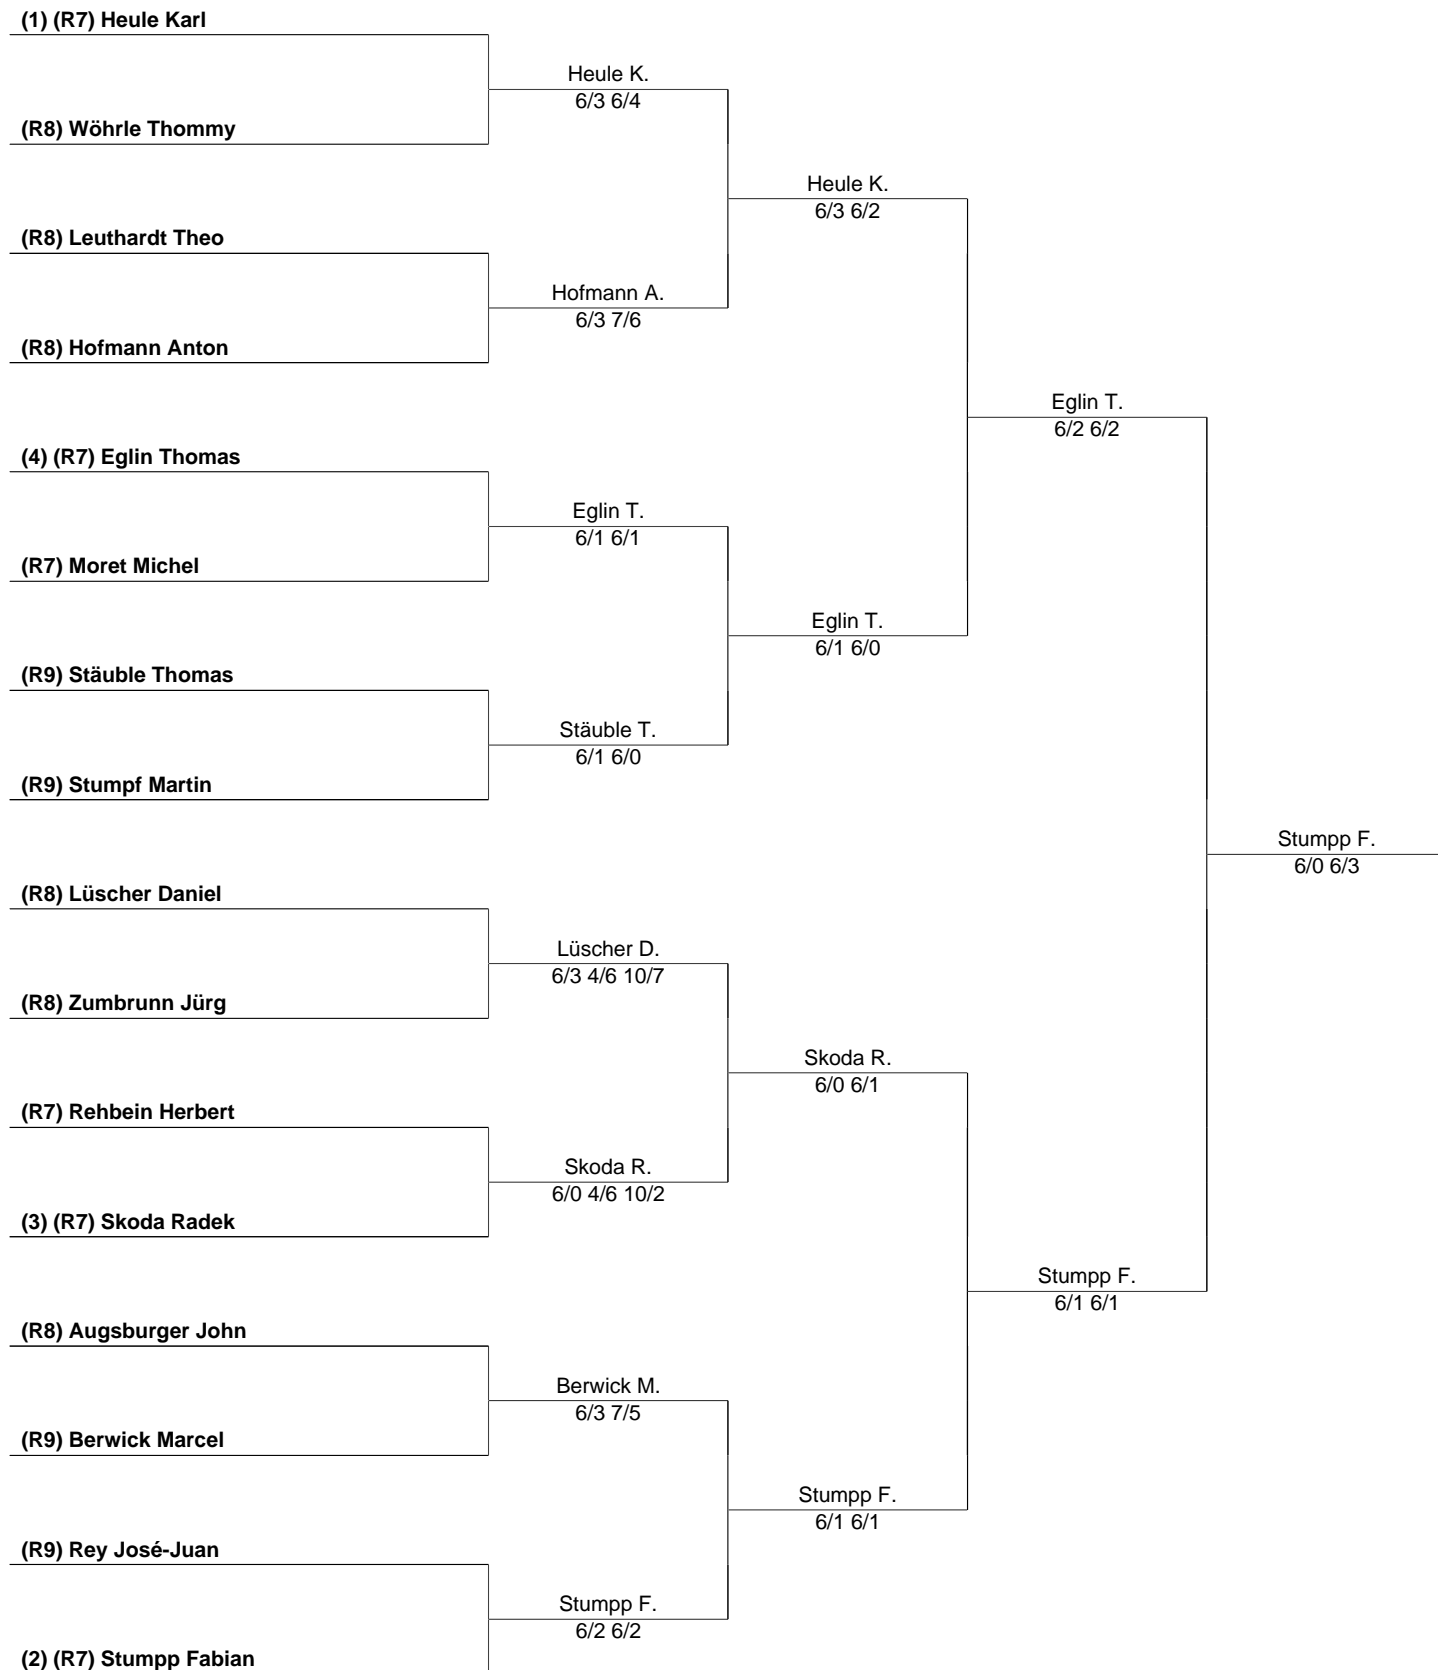 (1) (R7) Heule Karl
Heule K.
6/3 6/4
(R8) Wöhrle Thommy
Heule K.
6/3 6/2
(R8) Leuthardt Theo
Hofmann A.
6/3 7/6
(R8) Hofmann Anton
Eglin T.
6/2 6/2
(4) (R7) Eglin Thomas
Eglin T.
6/1 6/1
(R7) Moret Michel
Eglin T.
6/1 6/0
(R9) Stäuble Thomas
Stäuble T.
6/1 6/0
(R9) Stumpf Martin
Stumpp F.
6/0 6/3
(R8) Lüscher Daniel
Lüscher D.
6/3 4/6 10/7
(R8) Zumbrunn Jürg
Skoda R.
6/0 6/1
(R7) Rehbein Herbert
Skoda R.
6/0 4/6 10/2
(3) (R7) Skoda Radek
Stumpp F.
6/1 6/1
(R8) Augsburger John
Berwick M.
6/3 7/5
(R9) Berwick Marcel
Stumpp F.
6/1 6/1
(R9) Rey José-Juan
Stumpp F.
6/2 6/2
(2) (R7) Stumpp Fabian